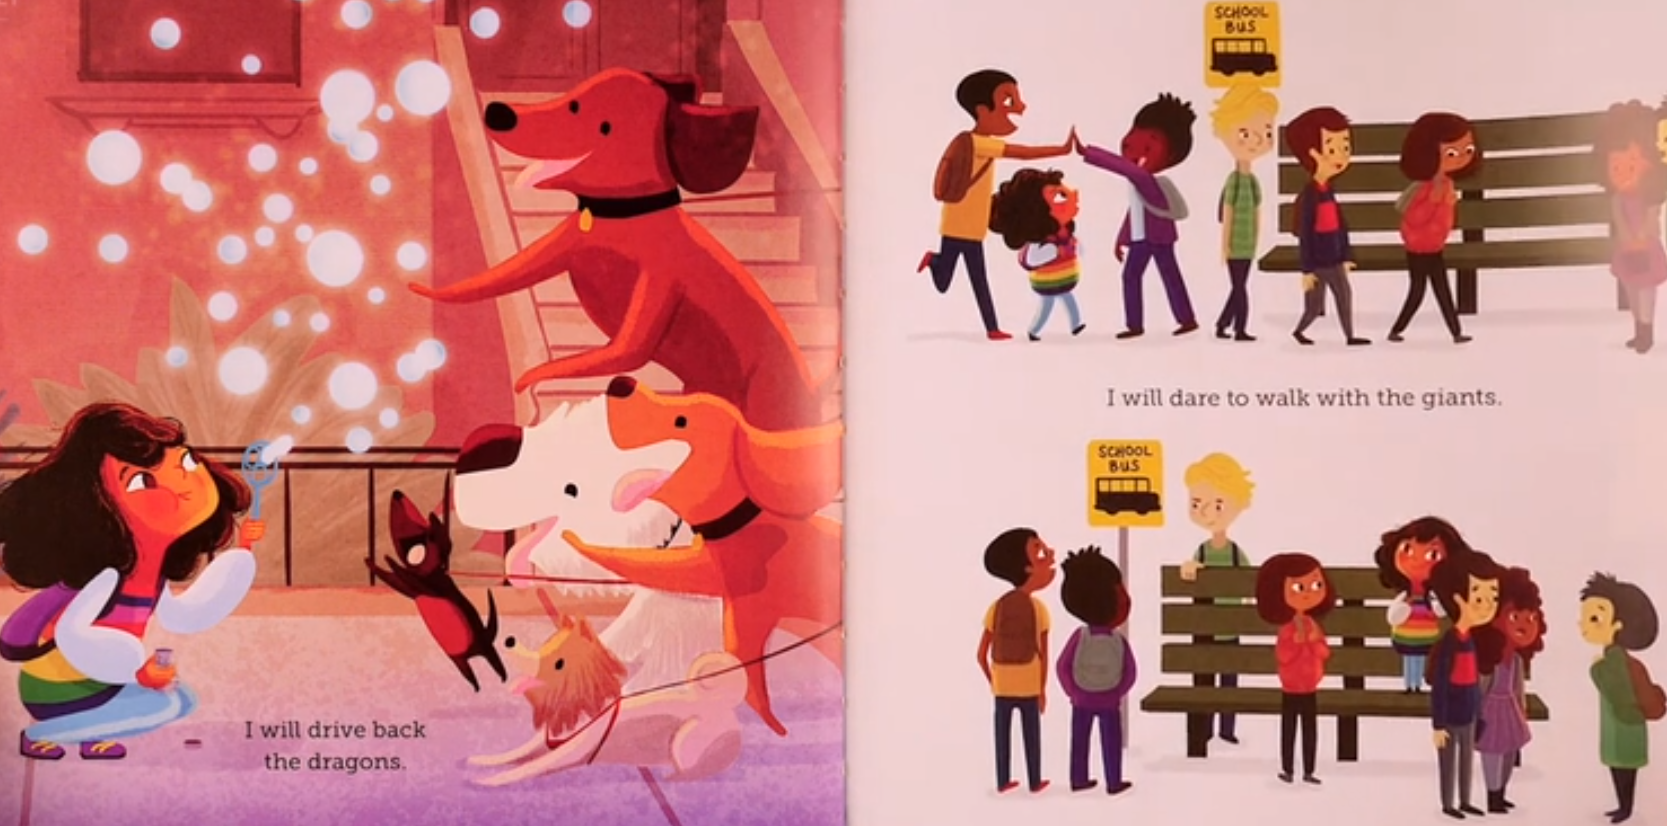 I will drive back
the dragons.
SCHOOL
BUS
I will dare to walk with the giants.
SCHOOL
BUS